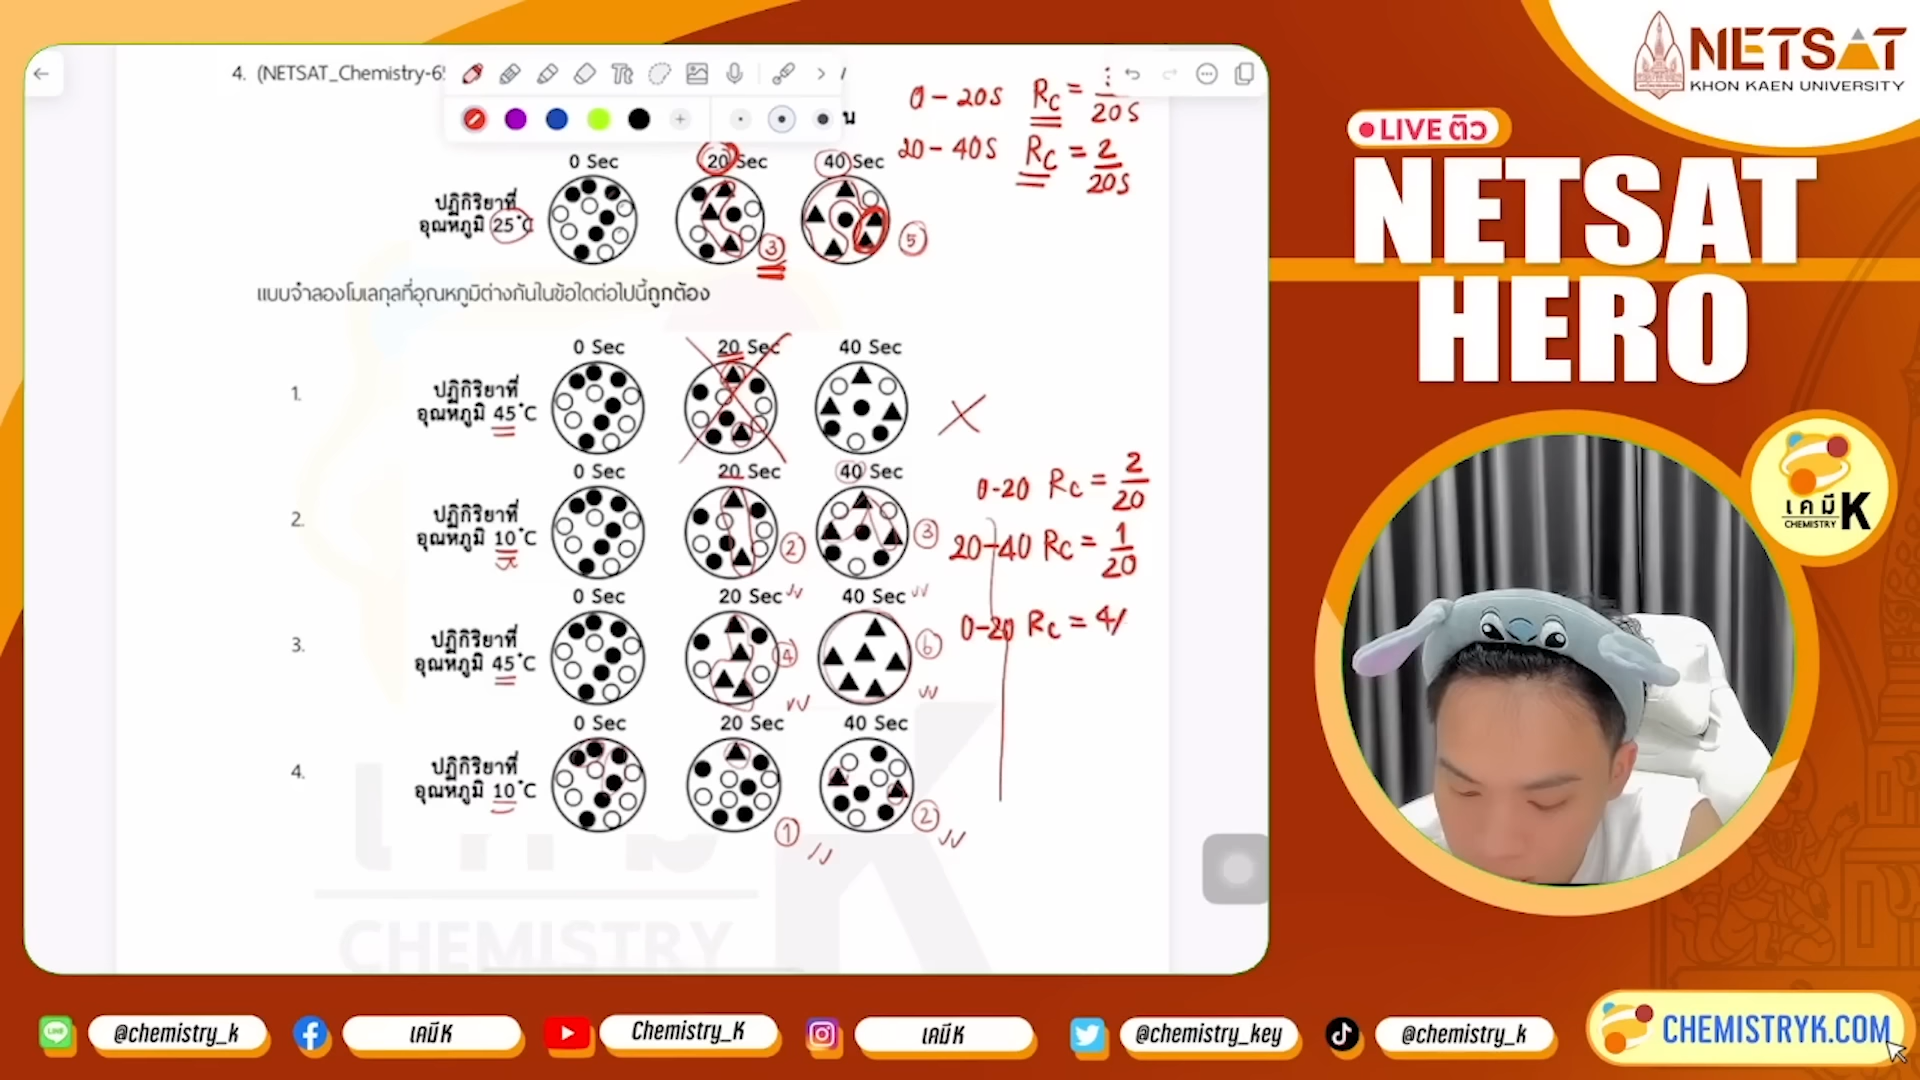 4. (NETSAT_Chemistry-6
น
0 Sec 20 Sec 40 Sec
ปฏิกิริยาที่
อุณหภูมิ 25°C
3
5
0 - 20S Rc = /20S
20 - 40S Rc = 2/20S
แบบจำลองโมเลกุลที่อุณหภูมิต่างกันในข้อใดต่อไปนี้ถูกต้อง
0 Sec 20 Sec 40 Sec
1. ปฏิกิริยาที่
อุณหภูมิ 45°C
0 Sec 20 Sec 40 Sec
2. ปฏิกิริยาที่
อุณหภูมิ 10°C
2
3
0-20 Rc = 2/20
20-40 Rc = 1/20
0 Sec 20 Sec 40 Sec
3. ปฏิกิริยาที่
อุณหภูมิ 45°C
4
6
0-20 Rc = 4/
0 Sec 20 Sec 40 Sec
4. ปฏิกิริยาที่
อุณหภูมิ 10°C
1
2
K
CHEMISTRY
NETSAT
KHON KAEN UNIVERSITY
LIVE ติว
NETSAT
HERO
เคมี K
CHEMISTRY
@chemistry_k
เคมี K
Chemistry_K
เคมี K
@chemistry_key
@chemistry_k
CHEMISTRYK.COM